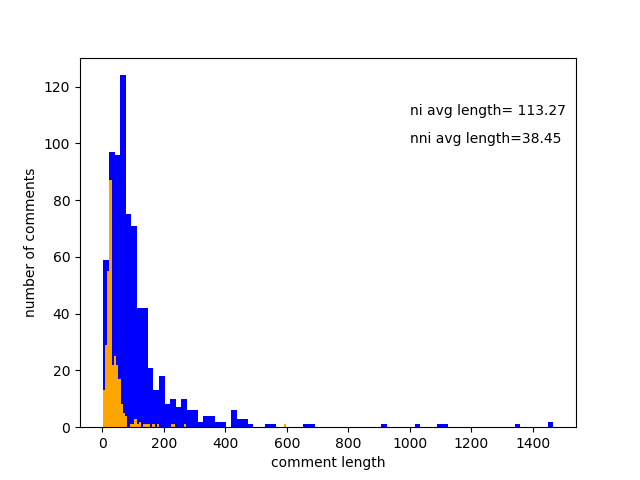 120
100
80
60
40
20
0
number of comments
ni avg length= 113.27
nni avg length=38.45
0 200 400 600 800 1000 1200 1400
comment length